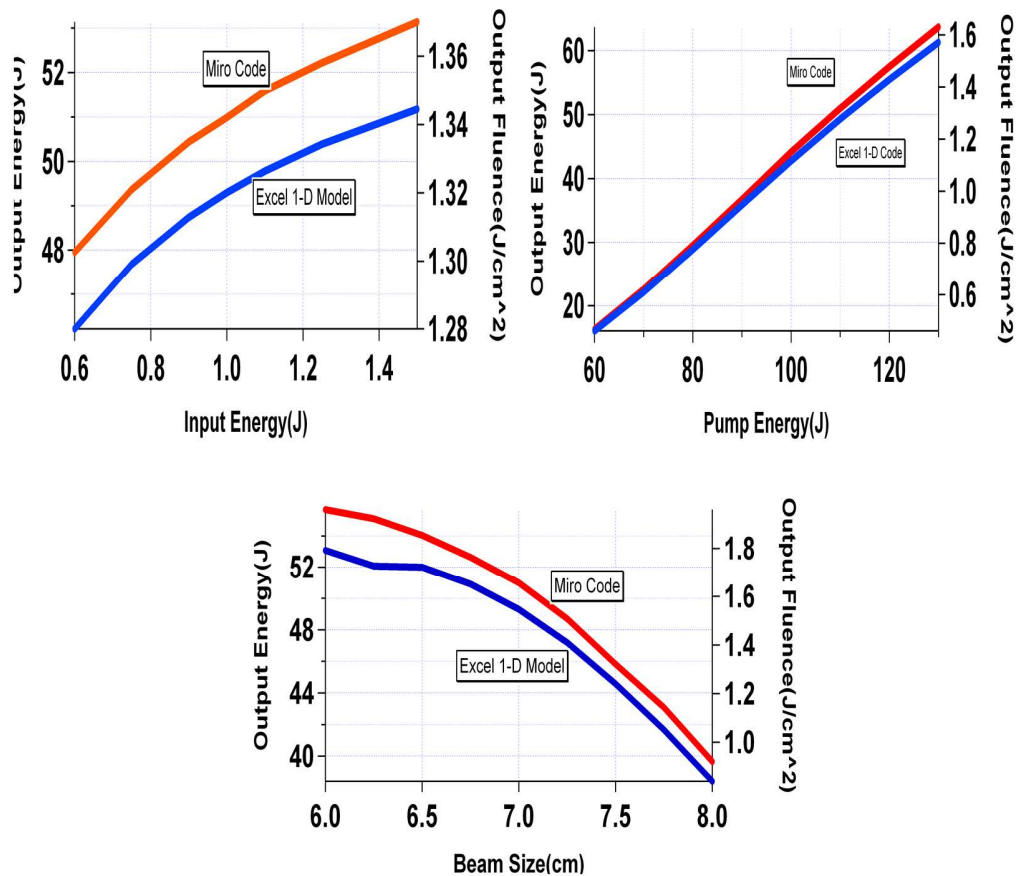 Output Energy(J)
52
50
48
Miro Code
Excel 1-D Model
1.36
1.34
1.32
1.30
1.28
Output Fluence(J/cm^2)
0.6
0.8
1.0
1.2
1.4
Input Energy(J)
Output Energy(J)
60
50
40
30
20
Miro Code
Excel 1-D Code
1.6
1.4
1.2
1.0
0.8
0.6
Output Fluence(J/cm^2)
60
80
100
120
Pump Energy(J)
Output Energy(J)
52
48
44
40
Miro Code
Excel 1-D Model
1.8
1.6
1.4
1.2
1.0
Output Fluence(J/cm^2)
6.0
6.5
7.0
7.5
8.0
Beam Size(cm)